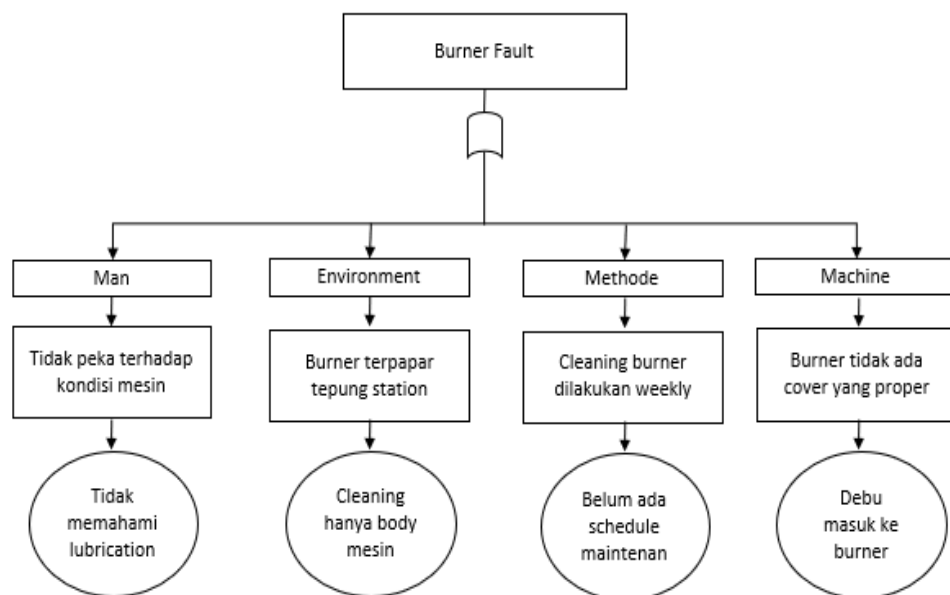 Burner Fault
Man
Environment
Methode
Machine
Tidak peka terhadap
kondisi mesin
Burner terpapar
tepung station
Cleaning burner
dilakukan weekly
Burner tidak ada
cover yang proper
Tidak
memahami
lubrication
Cleaning
hanya body
mesin
Belum ada
schedule
maintenan
Debu
masuk ke
burner